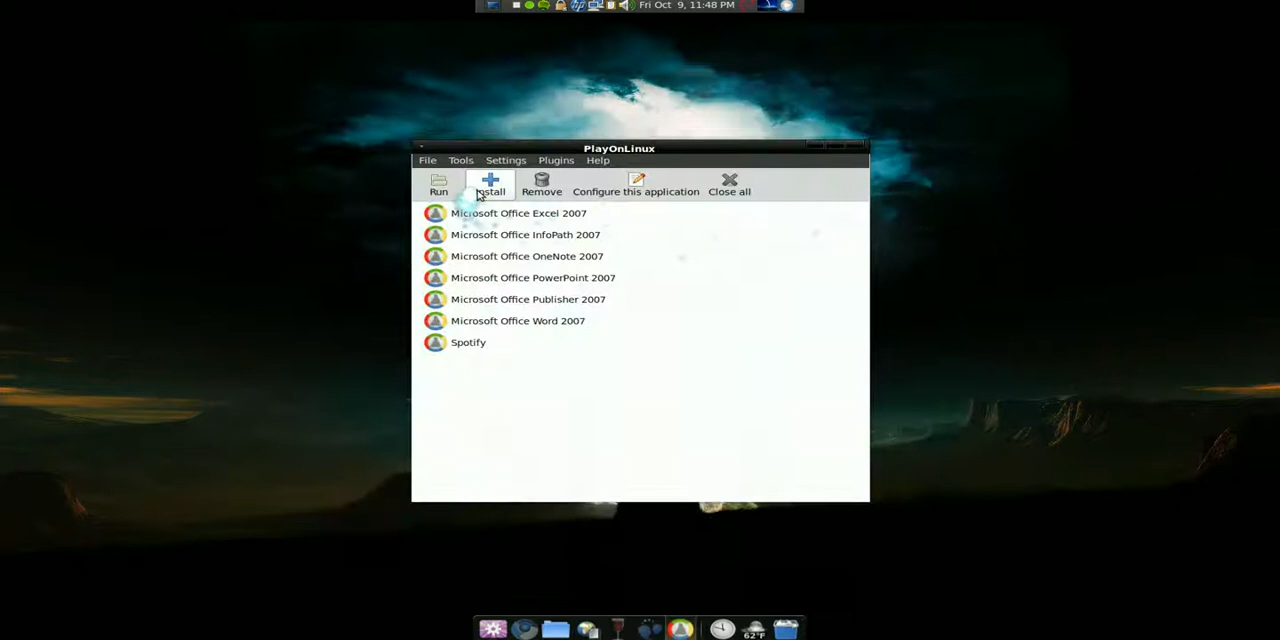 Fri Oct 9, 11:48 PM
PlayOnLinux
File Tools Settings Plugins Help
Run Install Remove Configure this application Close all
Microsoft Office Excel 2007
Microsoft Office InfoPath 2007
Microsoft Office OneNote 2007
Microsoft Office PowerPoint 2007
Microsoft Office Publisher 2007
Microsoft Office Word 2007
Spotify
62°F